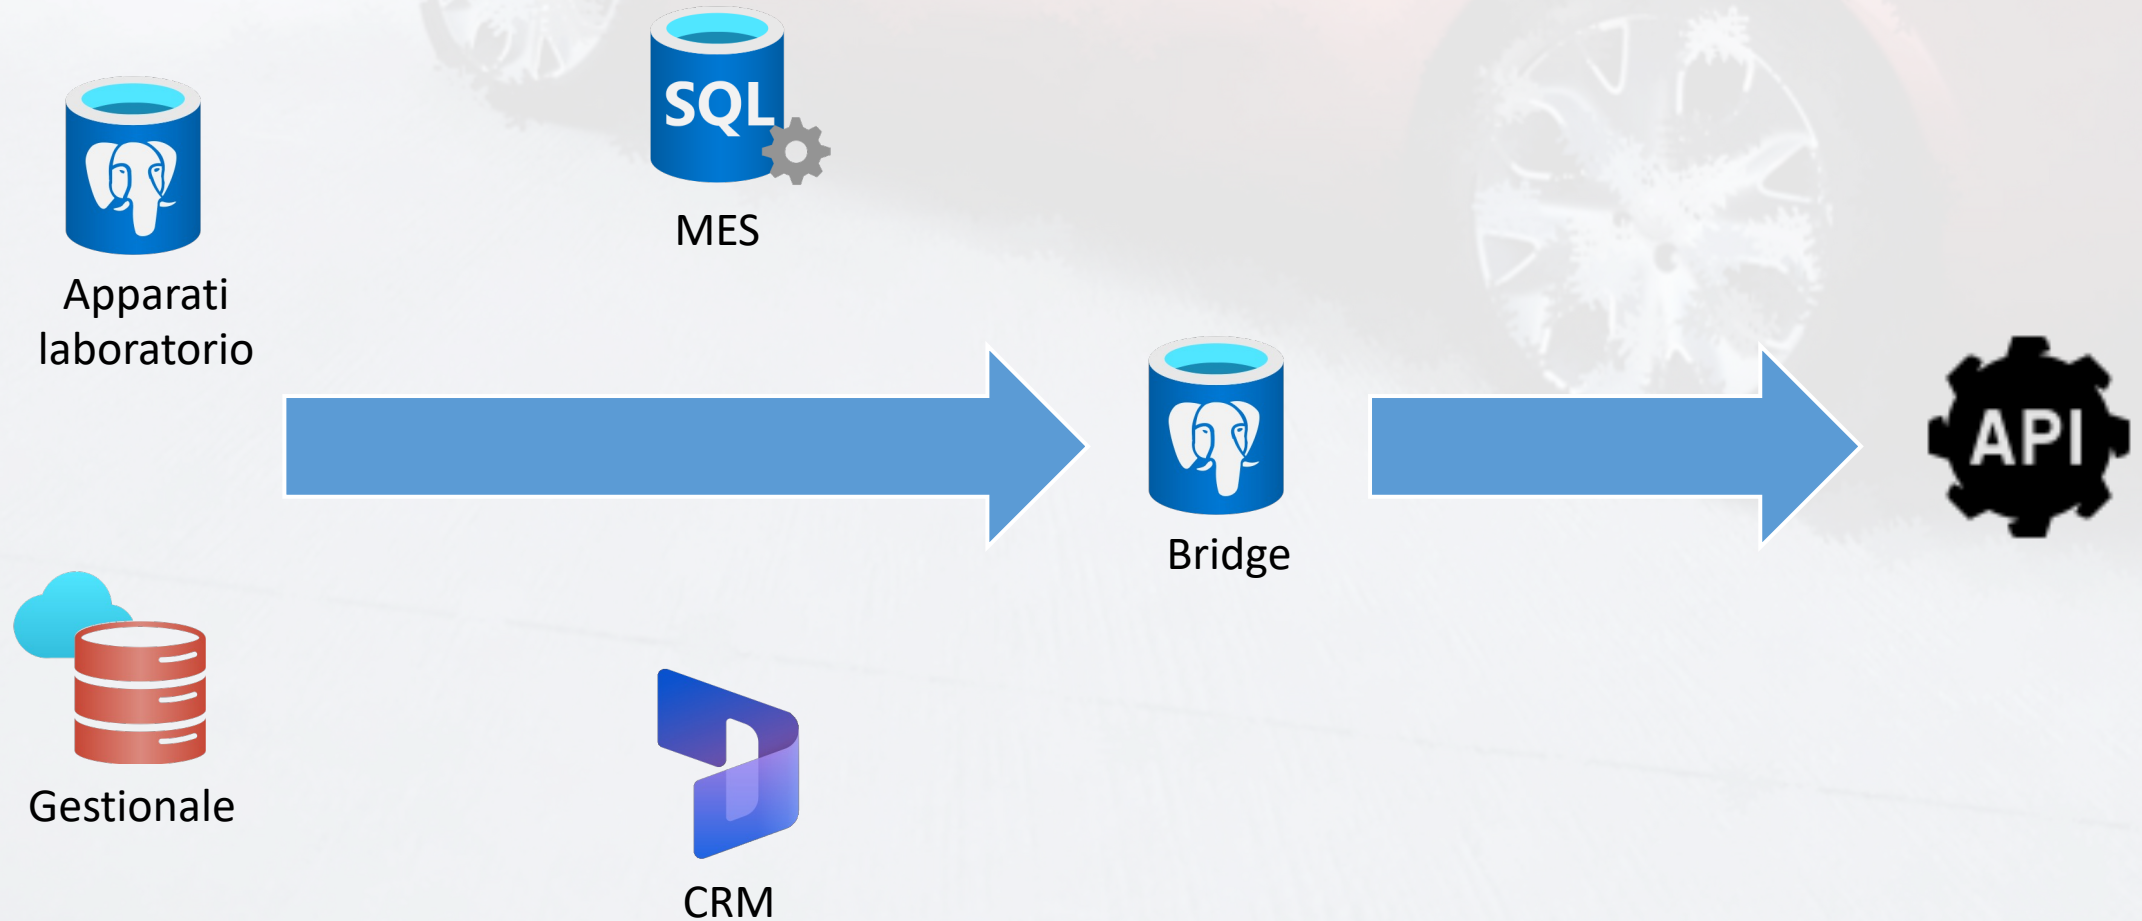 SQL
MES
Apparati
laboratorio
API
Bridge
Gestionale
CRM